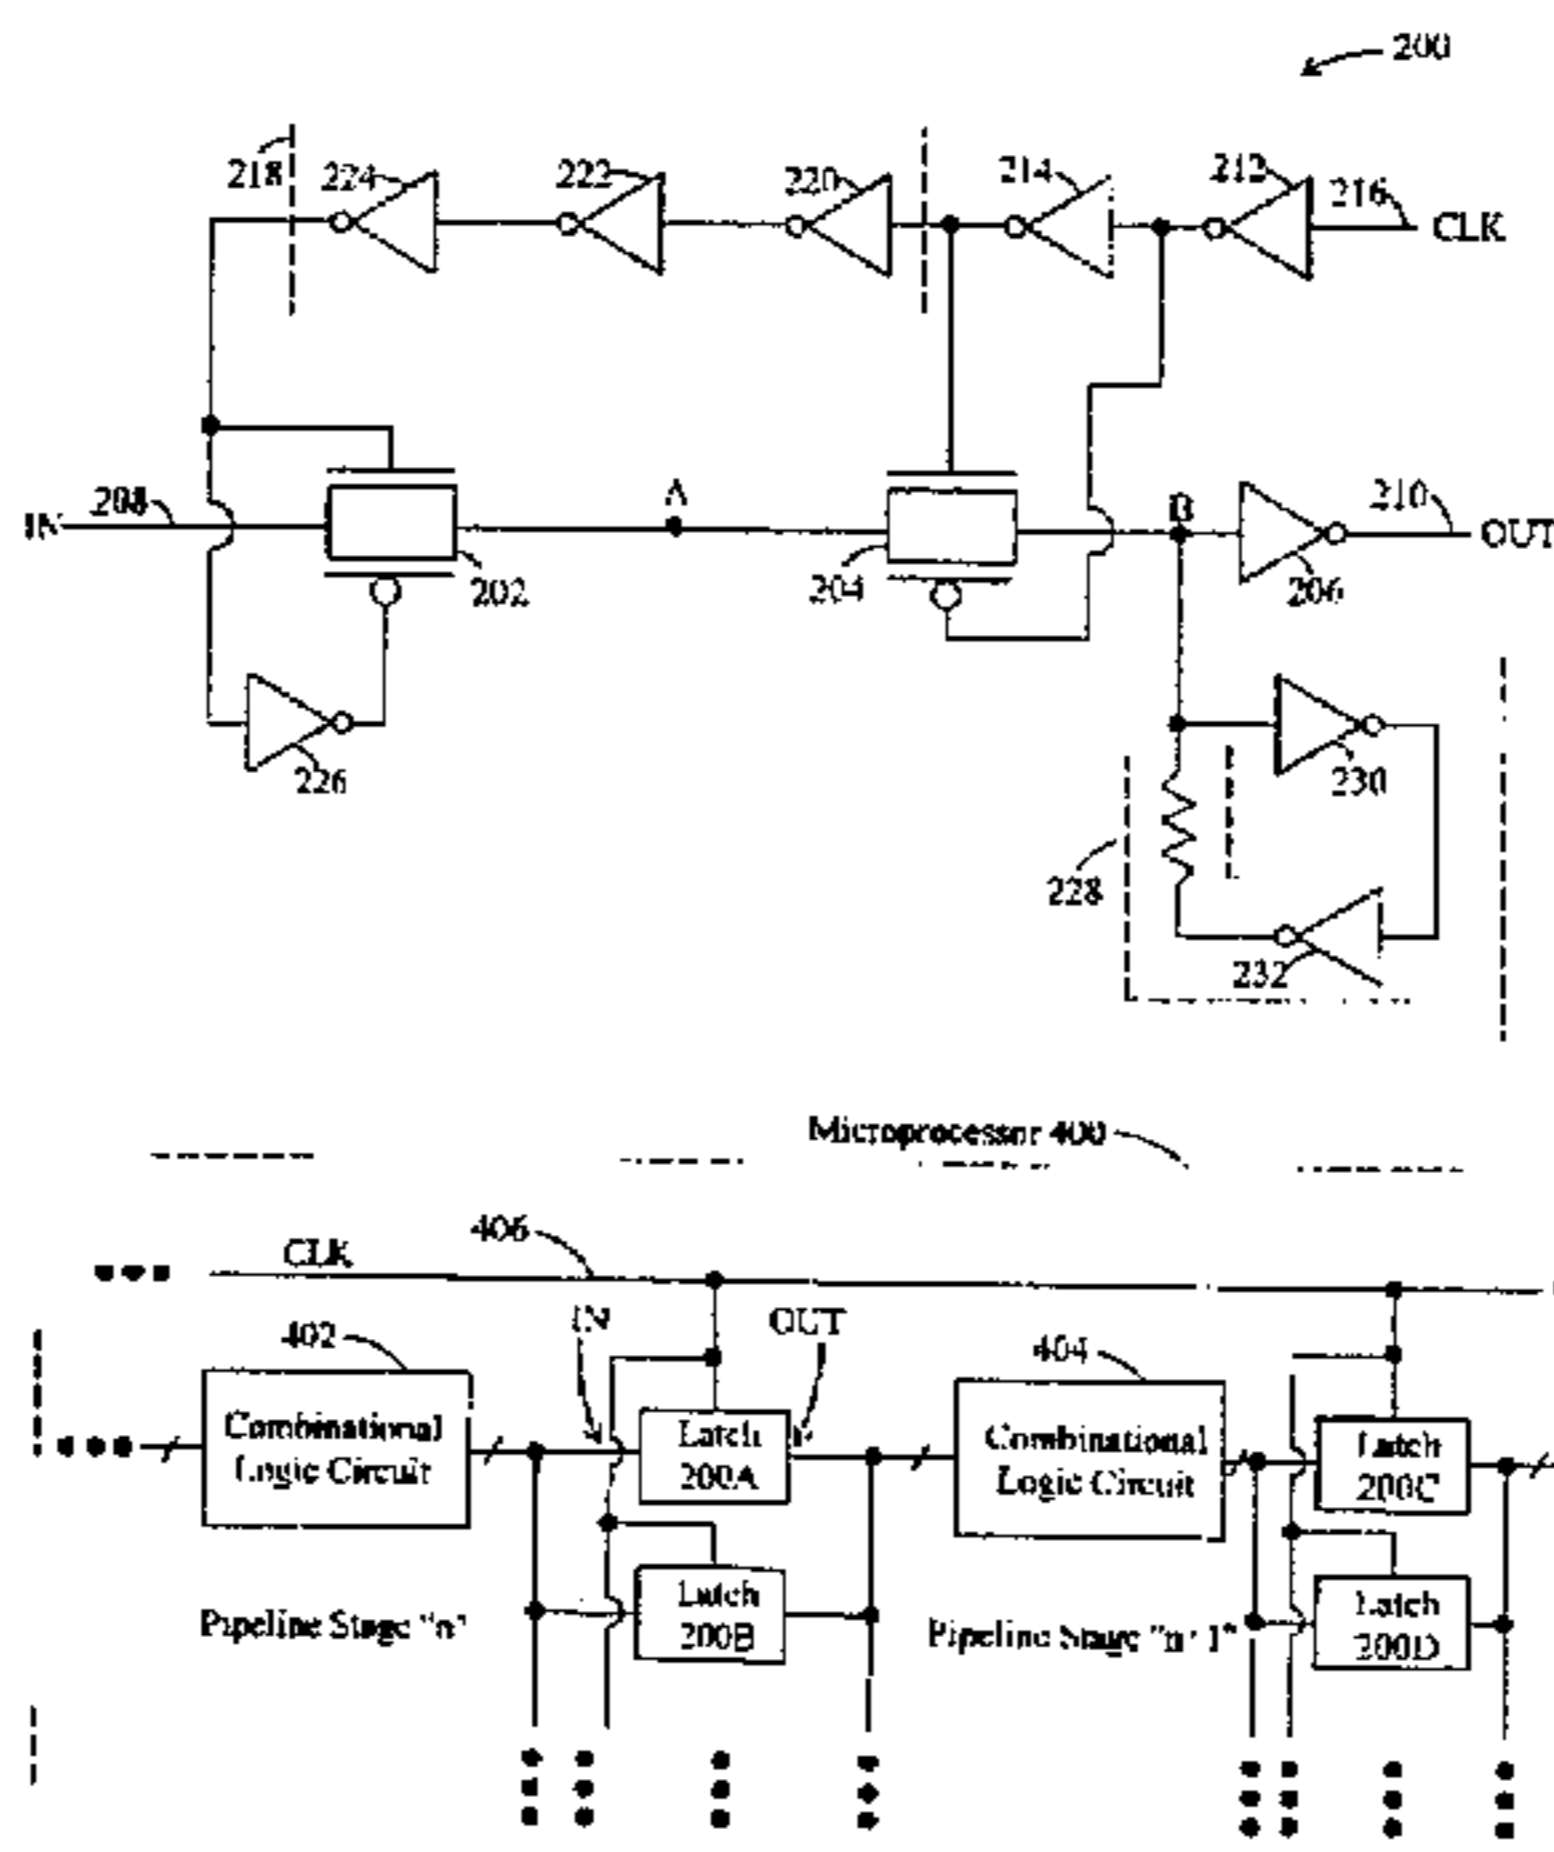 200
218
224
222
220
214
212
216
CLK
IN
208
202
A
204
B
206
210
OUT
226
228
230
232
Microprocessor 400
CLK
406
IN
OUT
402
404
Combinational
Logic Circuit
Latch
200A
Combinational
Logic Circuit
Latch
200C
Latch
200B
Latch
200D
Pipeline Stage "n"
Pipeline Stage